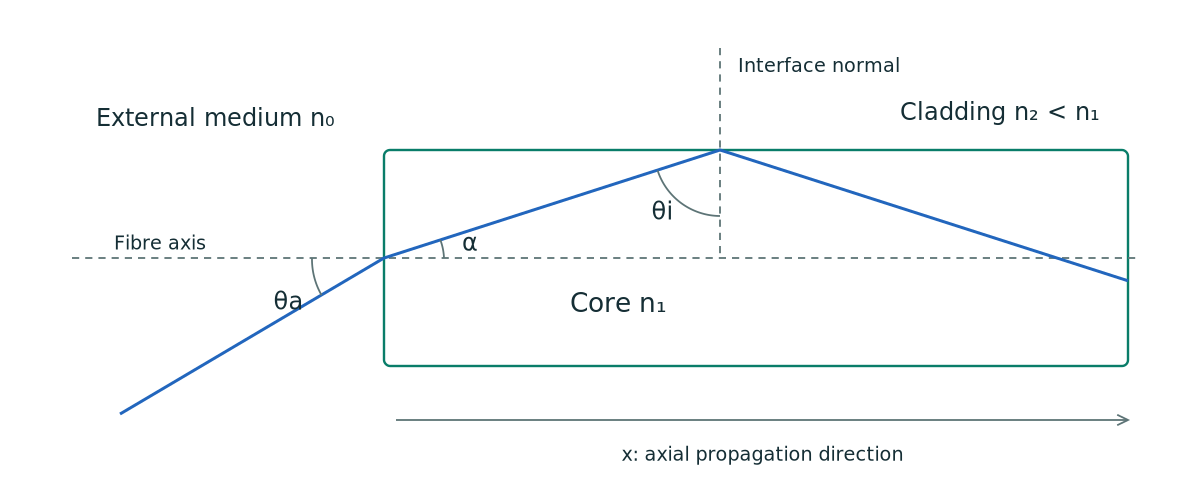 Interface normal
External medium n₀
Cladding n₂ < n₁
θi
Fibre axis
α
θa
Core n₁
x: axial propagation direction